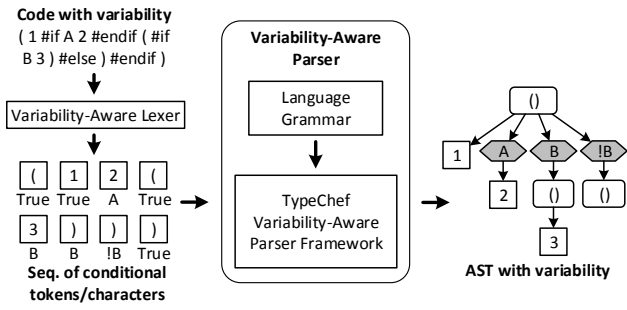 Code with variability
( 1 #if A 2 #endif ( #if
B 3 ) #else ) #endif )
Variability-Aware Lexer
( 1 2 (
True True A True
3 ) ) )
B B !B True
Seq. of conditional
tokens/characters
Variability-Aware
Parser
Language
Grammar
TypeChef
Variability-Aware
Parser Framework
()
1 A B !B
2 () ()
3
AST with variability